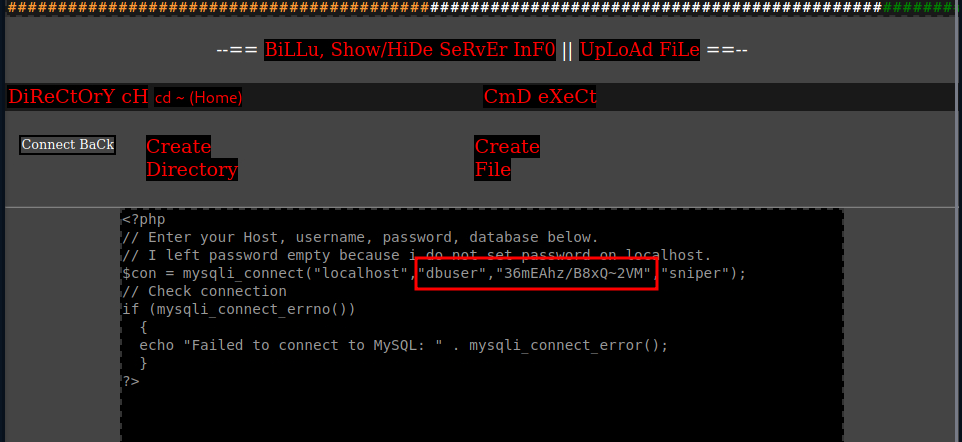 --== BiLLu, Show/HiDe SeRvEr InF0 || UpLoAd FiLe ==--
DiReCtOrY cH cd ~ (Home) CmD eXeCt
Connect BaCk Create Directory Create File
<?php
// Enter your Host, username, password, database below.
// I left password empty because i do not set password on localhost.
$con = mysqli_connect("localhost","dbuser","36mEAhz/B8xQ~2VM","sniper");
// Check connection
if (mysqli_connect_errno())
  {
  echo "Failed to connect to MySQL: " . mysqli_connect_error();
  }
?>